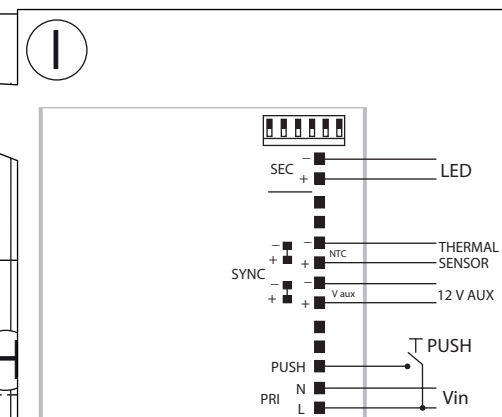 I
SEC
−
+
LED
−
+
−
+
NTC
THERMAL
SENSOR
SYNC
−
+
−
+
V aux
12 V AUX
PUSH
PUSH
PRI
N
L
Vin